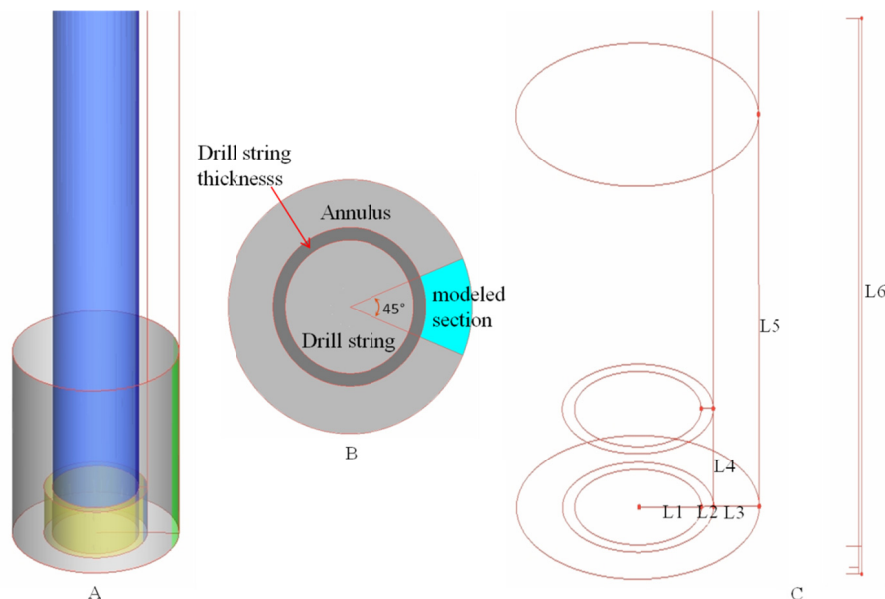 Drill string
thicknesss
Annulus
modeled
section
45°
Drill string
L6
L5
L4
L1 L2 L3
B
A
C